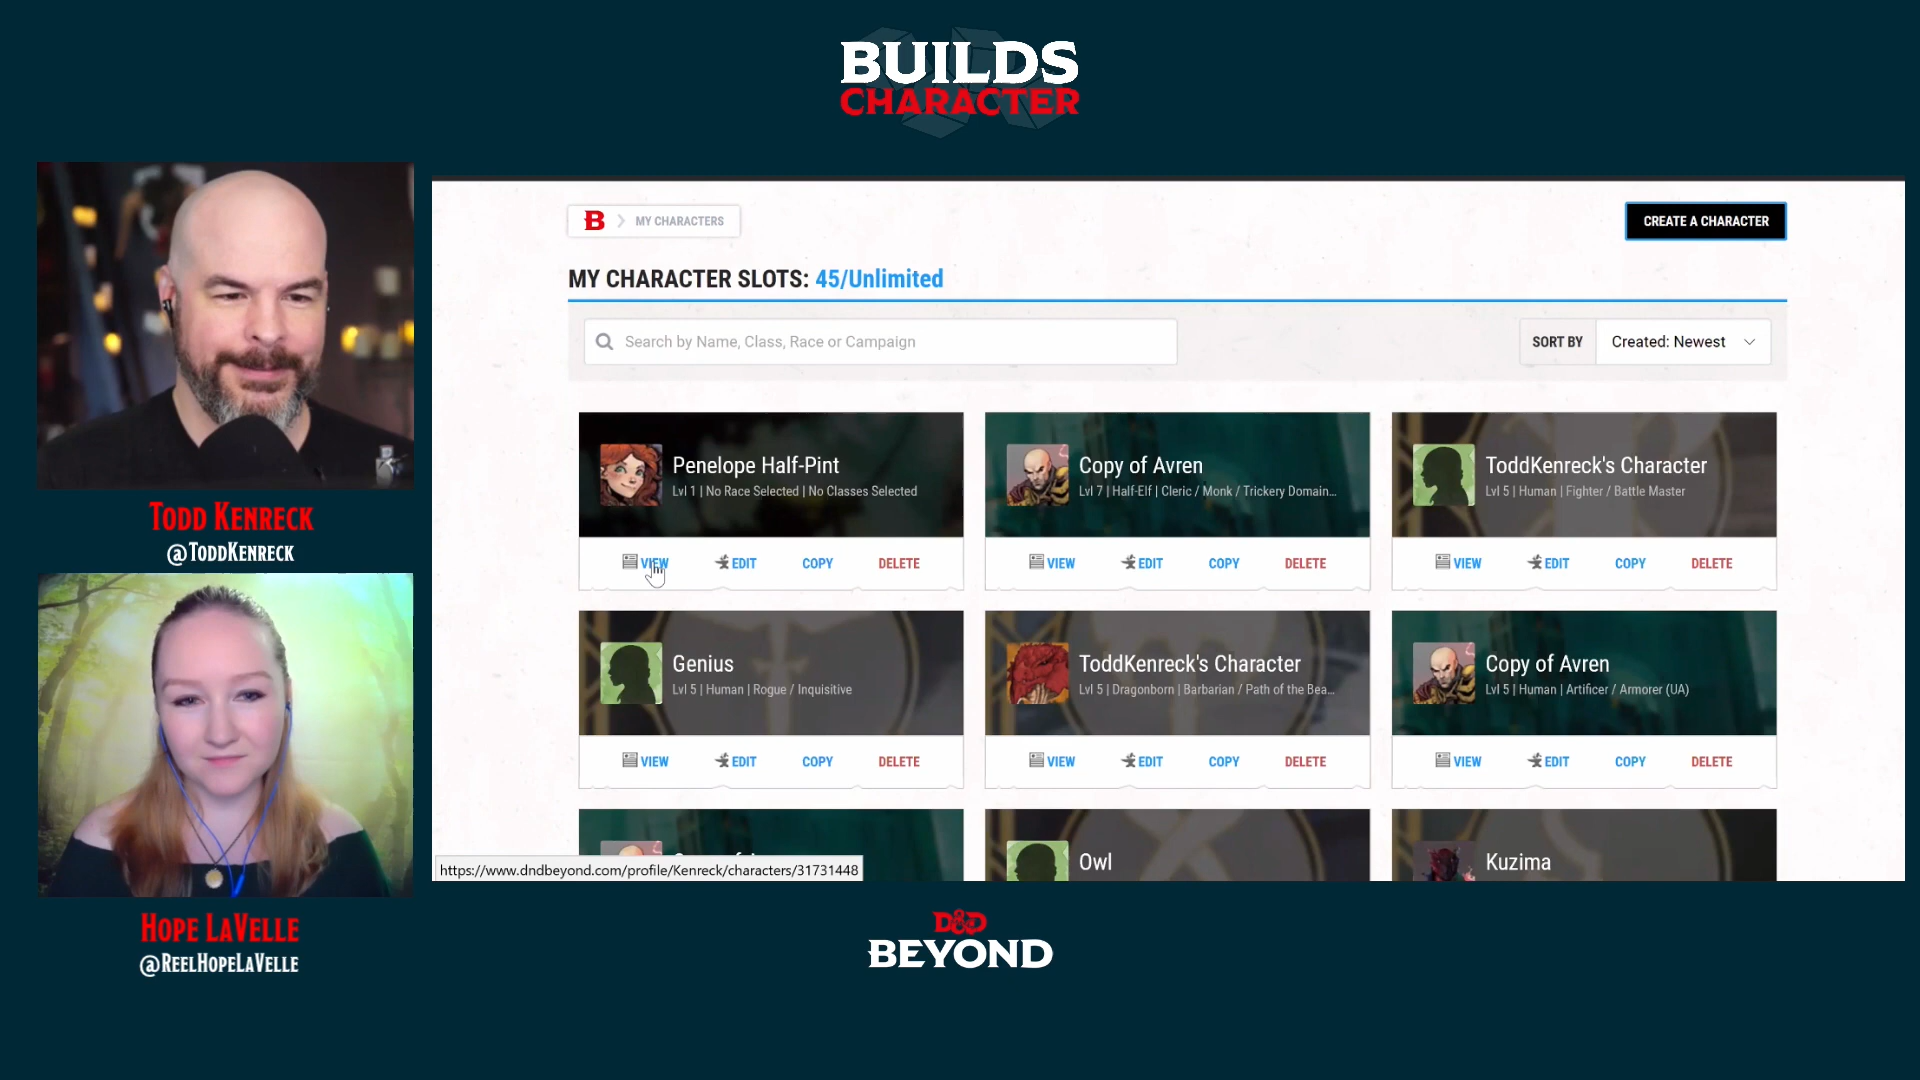 BUILDS
CHARACTER
TODD KENRECK
@TODDKENRECK
HOPE LAVELLE
@REELHOPELAVELLE
B
MY CHARACTERS
CREATE A CHARACTER
MY CHARACTER SLOTS: 45/Unlimited
Search by Name, Class, Race or Campaign
SORT BY
Created: Newest
Penelope Half-Pint
Lvl 1 | No Race Selected | No Classes Selected
VIEW EDIT COPY DELETE
Copy of Avren
Lvl 7 | Half-Elf | Cleric / Monk / Trickery Domain...
VIEW EDIT COPY DELETE
ToddKenreck's Character
Lvl 5 | Human | Fighter / Battle Master
VIEW EDIT COPY DELETE
Genius
Lvl 5 | Human | Rogue / Inquisitive
VIEW EDIT COPY DELETE
ToddKenreck's Character
Lvl 5 | Dragonborn | Barbarian / Path of the Bea...
VIEW EDIT COPY DELETE
Copy of Avren
Lvl 5 | Human | Artificer / Armorer (UA)
VIEW EDIT COPY DELETE
Owl
Kuzima
https://www.dndbeyond.com/profile/Kenreck/characters/31731448
D&D
BEYOND